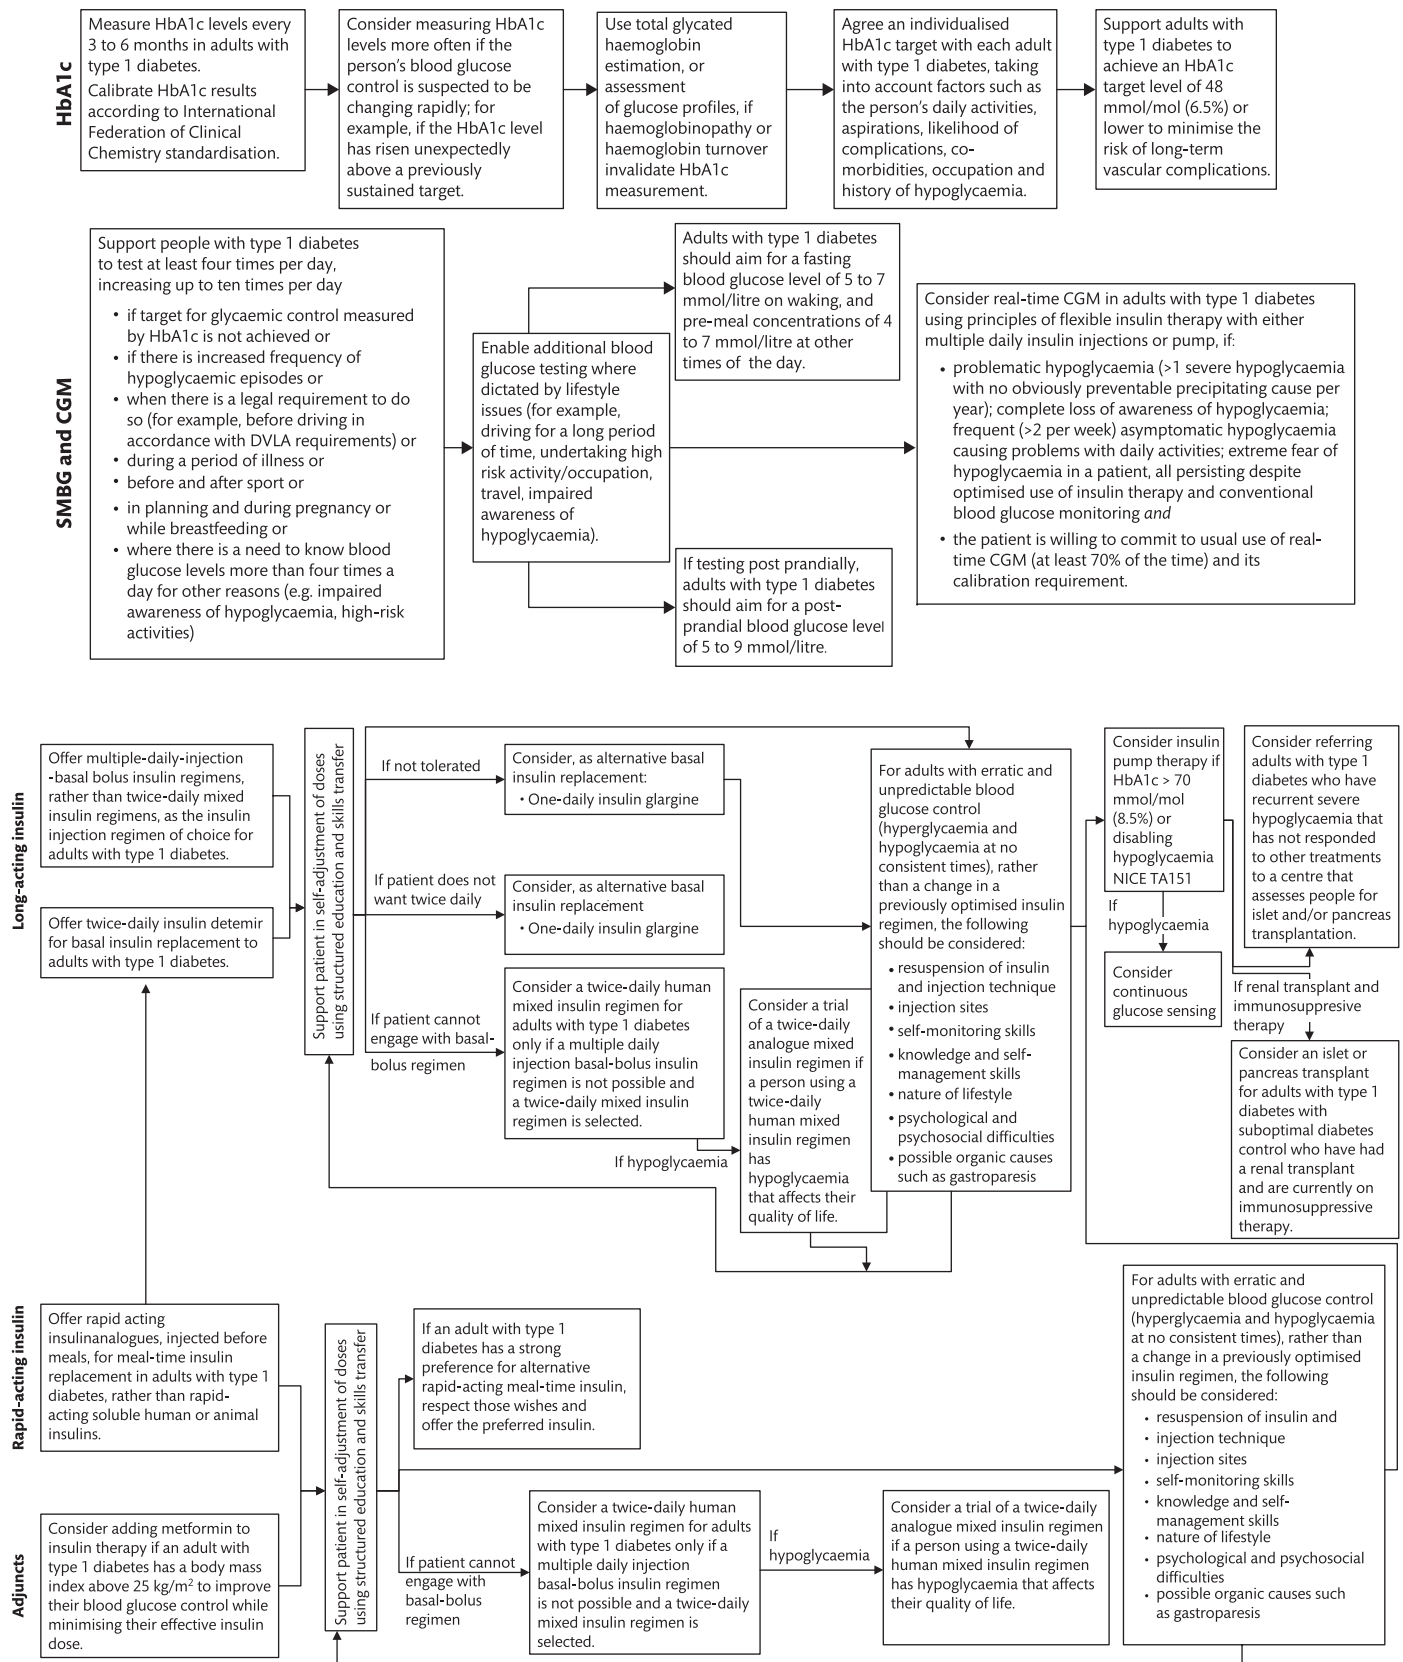 HbA1c
Measure HbA1c levels every
3 to 6 months in adults with
type 1 diabetes.
Calibrate HbA1c results
according to International
Federation of Clinical
Chemistry standardisation.
Consider measuring HbA1c
levels more often if the
person’s blood glucose
control is suspected to be
changing rapidly; for
example, if the HbA1c level
has risen unexpectedly
above a previously
sustained target.
Use total glycated
haemoglobin
estimation, or
assessment
of glucose profiles, if
haemoglobinopathy or
haemoglobin turnover
invalidate HbA1c
measurement.
Agree an individualised
HbA1c target with each adult
with type 1 diabetes, taking
into account factors such as
the person’s daily activities,
aspirations, likelihood of
complications, co-
morbidities, occupation and
history of hypoglycaemia.
Support adults with
type 1 diabetes to
achieve an HbA1c
target level of 48
mmol/mol (6.5%) or
lower to minimise the
risk of long-term
vascular complications.
SMBG and CGM
Support people with type 1 diabetes
to test at least four times per day,
increasing up to ten times per day
• if target for glycaemic control measured
by HbA1c is not achieved or
• if there is increased frequency of
hypoglycaemic episodes or
• when there is a legal requirement to do
so (for example, before driving in
accordance with DVLA requirements) or
• during a period of illness or
• before and after sport or
• in planning and during pregnancy or
while breastfeeding or
• where there is a need to know blood
glucose levels more than four times a
day for other reasons (e.g. impaired
awareness of hypoglycaemia, high-risk
activities)
Enable additional blood
glucose testing where
dictated by lifestyle
issues (for example,
driving for a long period
of time, undertaking high
risk activity/occupation,
travel, impaired
awareness of
hypoglycaemia).
Adults with type 1 diabetes
should aim for a fasting
blood glucose level of 5 to 7
mmol/litre on waking, and
pre-meal concentrations of 4
to 7 mmol/litre at other
times of the day.
If testing post prandially,
adults with type 1 diabetes
should aim for a post-
prandial blood glucose level
of 5 to 9 mmol/litre.
Consider real-time CGM in adults with type 1 diabetes
using principles of flexible insulin therapy with either
multiple daily insulin injections or pump, if:
• problematic hypoglycaemia (>1 severe hypoglycaemia
with no obviously preventable precipitating cause per
year); complete loss of awareness of hypoglycaemia;
frequent (>2 per week) asymptomatic hypoglycaemia
causing problems with daily activities; extreme fear of
hypoglycaemia in a patient, all persisting despite
optimised use of insulin therapy and conventional
blood glucose monitoring and
• the patient is willing to commit to usual use of real-
time CGM (at least 70% of the time) and its
calibration requirement.
Long-acting insulin
Offer multiple-daily-injection
-basal bolus insulin regimens,
rather than twice-daily mixed
insulin regimens, as the insulin
injection regimen of choice for
adults with type 1 diabetes.
Offer twice-daily insulin detemir
for basal insulin replacement to
adults with type 1 diabetes.
Support patient in self-adjustment of doses
using structured education and skills transfer
If not tolerated
Consider, as alternative basal
insulin replacement:
• One-daily insulin glargine
If patient does not
want twice daily
Consider, as alternative basal
insulin replacement
• One-daily insulin glargine
If patient cannot
engage with basal-
bolus regimen
Consider a twice-daily human
mixed insulin regimen for
adults with type 1 diabetes
only if a multiple daily
injection basal-bolus insulin
regimen is not possible and
a twice-daily mixed insulin
regimen is selected.
If hypoglycaemia
Consider a trial
of a twice-daily
analogue mixed
insulin regimen if
a person using a
twice-daily
human mixed
insulin regimen
has
hypoglycaemia
that affects their
quality of life.
For adults with erratic and
unpredictable blood
glucose control
(hyperglycaemia and
hypoglycaemia at no
consistent times), rather
than a change in a
previously optimised insulin
regimen, the following
should be considered:
• resuspension of insulin
and injection technique
• injection sites
• self-monitoring skills
• knowledge and self-
management skills
• nature of lifestyle
• psychological and
psychosocial difficulties
• possible organic causes
such as gastroparesis
Consider insulin
pump therapy if
HbA1c > 70
mmol/mol
(8.5%) or
disabling
hypoglycaemia
NICE TA151
If
hypoglycaemia
Consider
continuous
glucose sensing
Consider referring
adults with type 1
diabetes who have
recurrent severe
hypoglycaemia that
has not responded
to other treatments
to a centre that
assesses people for
islet and/or pancreas
transplantation.
If renal transplant and
immunosuppresive
therapy
Consider an islet or
pancreas transplant
for adults with type 1
diabetes with
suboptimal diabetes
control who have had
a renal transplant
and are currently on
immunosuppressive
therapy.
Rapid-acting insulin
Offer rapid acting
insulinanalogues, injected before
meals, for meal-time insulin
replacement in adults with type 1
diabetes, rather than rapid-
acting soluble human or animal
insulins.
Adjuncts
Consider adding metformin to
insulin therapy if an adult with
type 1 diabetes has a body mass
index above 25 kg/m² to improve
their blood glucose control while
minimising their effective insulin
dose.
Support patient in self-adjustment of doses
using structured education and skills transfer
If an adult with type 1
diabetes has a strong
preference for alternative
rapid-acting meal-time insulin,
respect those wishes and
offer the preferred insulin.
If patient cannot
engage with
basal-bolus
regimen
Consider a twice-daily human
mixed insulin regimen for adults
with type 1 diabetes only if a
multiple daily injection
basal-bolus insulin regimen
is not possible and a twice-daily
mixed insulin regimen is
selected.
If
hypoglycaemia
Consider a trial of a twice-daily
analogue mixed insulin regimen
if a person using a twice-daily
human mixed insulin regimen
has hypoglycaemia that affects
their quality of life.
For adults with erratic and
unpredictable blood glucose control
(hyperglycaemia and hypoglycaemia
at no consistent times), rather than
a change in a previously optimised
insulin regimen, the following
should be considered:
• resuspension of insulin and
• injection technique
• injection sites
• self-monitoring skills
• knowledge and self-
management skills
• nature of lifestyle
• psychological and psychosocial
difficulties
• possible organic causes such
as gastroparesis